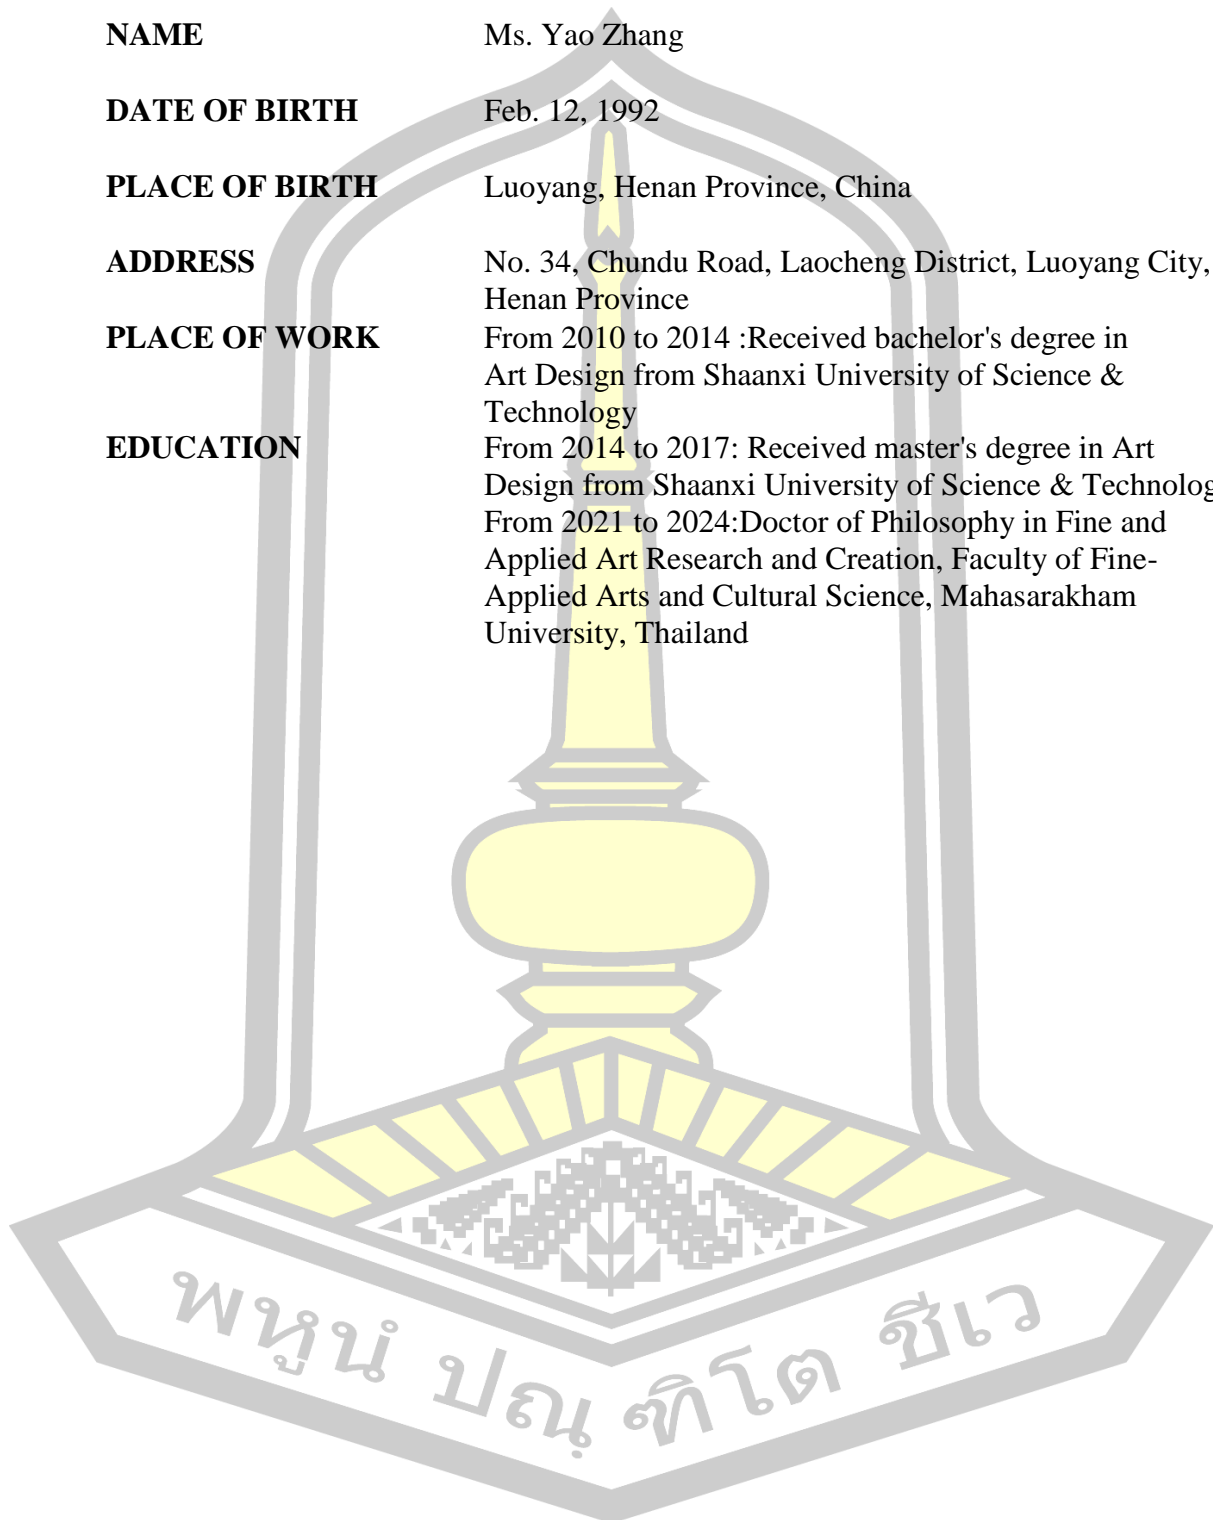 NAME Ms. Yao Zhang
DATE OF BIRTH Feb. 12, 1992
PLACE OF BIRTH Luoyang, Henan Province, China
ADDRESS No. 34, Chundu Road, Laocheng District, Luoyang City,
Henan Province
PLACE OF WORK From 2010 to 2014 :Received bachelor's degree in
Art Design from Shaanxi University of Science &
Technology
EDUCATION From 2014 to 2017: Received master's degree in Art
Design from Shaanxi University of Science & Technolog
From 2021 to 2024:Doctor of Philosophy in Fine and
Applied Art Research and Creation, Faculty of Fine-
Applied Arts and Cultural Science, Mahasarakham
University, Thailand
พหูนํ ปณฺ ฑิโต ชีเว